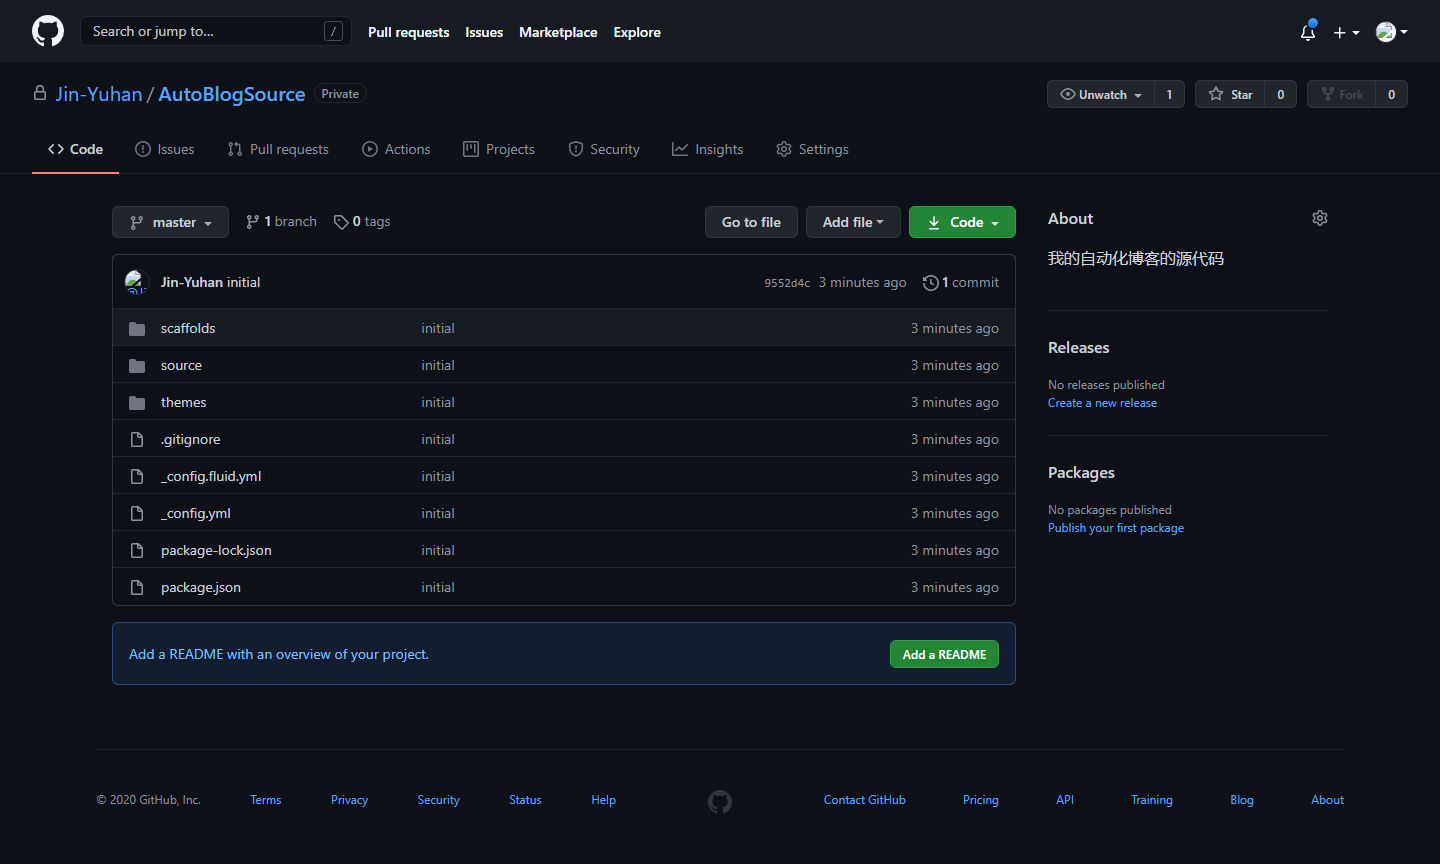 Search or jump to... /
Pull requests Issues Marketplace Explore
Jin-Yuhan / AutoBlogSource Private
Unwatch 1 Star 0 Fork 0
Code Issues Pull requests Actions Projects Security Insights Settings
master 1 branch 0 tags Go to file Add file Code
Jin-Yuhan initial 9552d4c 3 minutes ago 1 commit
scaffolds initial 3 minutes ago
source initial 3 minutes ago
themes initial 3 minutes ago
.gitignore initial 3 minutes ago
_config.fluid.yml initial 3 minutes ago
_config.yml initial 3 minutes ago
package-lock.json initial 3 minutes ago
package.json initial 3 minutes ago
Add a README with an overview of your project. Add a README
About
我的自动化博客的源代码
Releases
No releases published
Create a new release
Packages
No packages published
Publish your first package
© 2020 GitHub, Inc. Terms Privacy Security Status Help Contact GitHub Pricing API Training Blog About